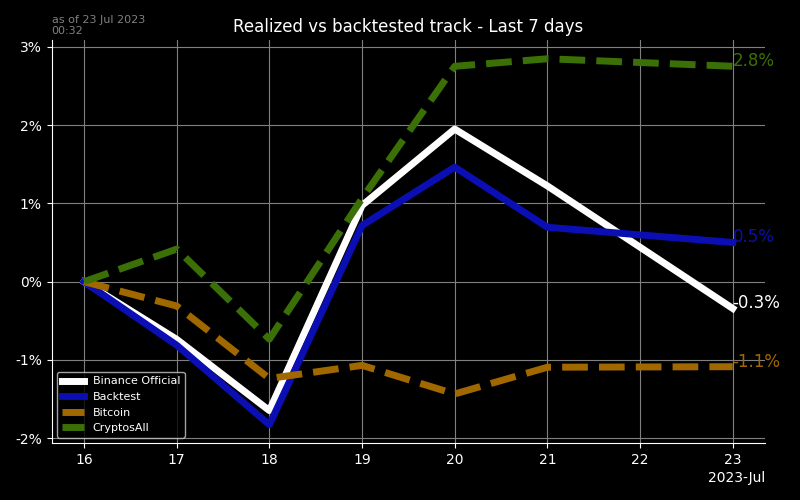 as of 23 Jul 2023
00:32
Realized vs backtested track - Last 7 days
3%
2%
1%
0%
-1%
-2%
2.8%
0.5%
-0.3%
-1.1%
Binance Official
Backtest
Bitcoin
CryptosAll
16 17 18 19 20 21 22 23
2023-Jul